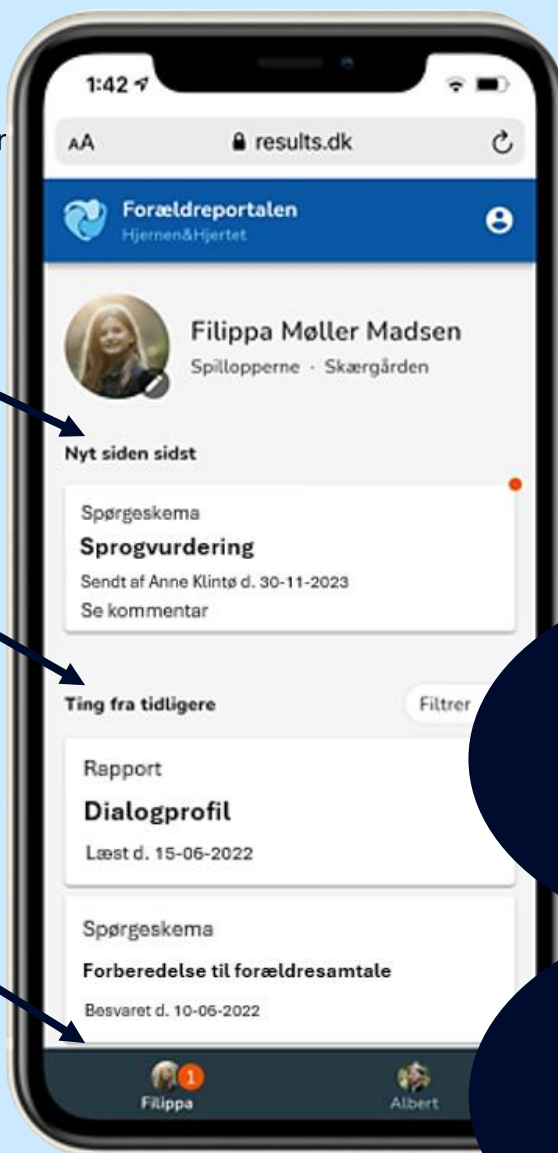 1:42
AA results.dk
Forældreportalen
Hjernen&Hjertet
Filippa Møller Madsen
Spillopperne · Skærgården
Nyt siden sidst
Spørgeskema
Sprogvurdering
Sendt af Anne Klintø d. 30-11-2023
Se kommentar
Ting fra tidligere
Filtrer
Rapport
Dialogprofil
Læst d. 15-06-2022
Spørgeskema
Forberedelse til forældresamtale
Besvaret d. 10-06-2022
1
Filippa
Albert